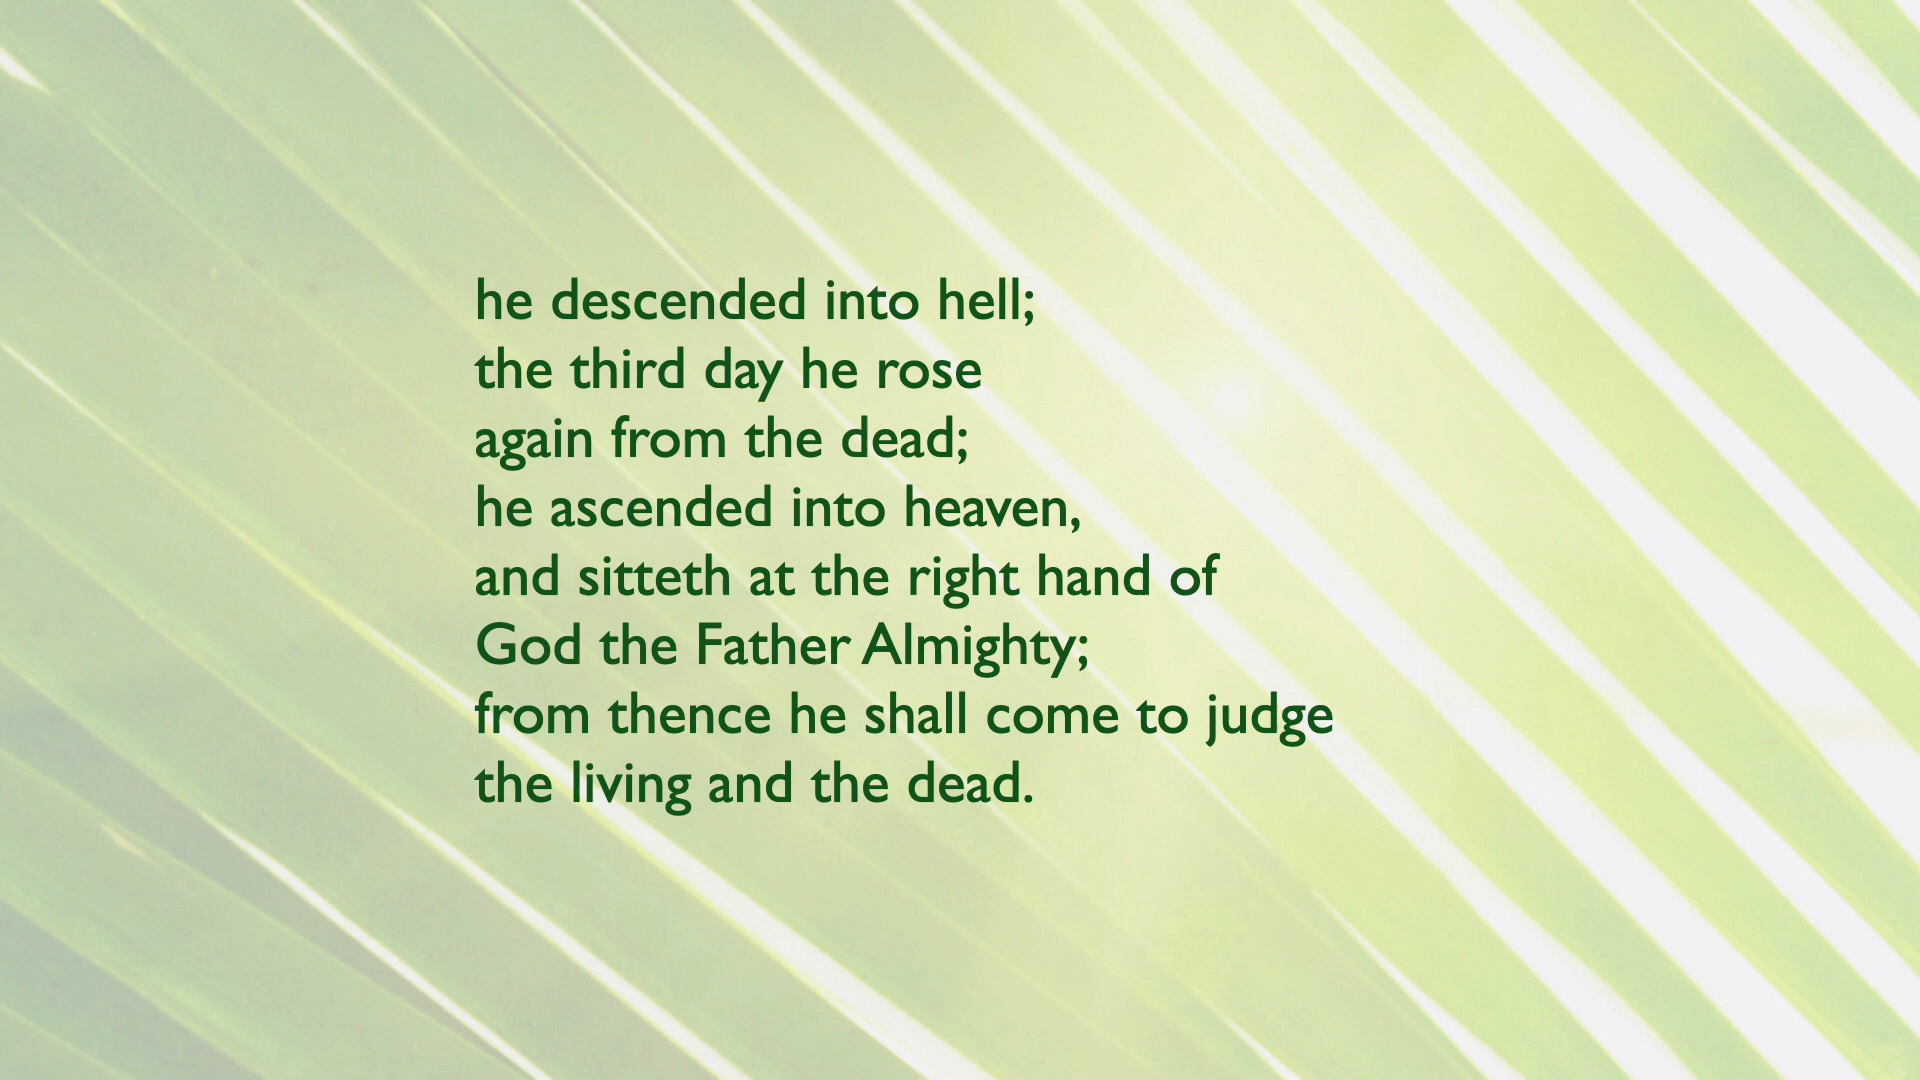 he descended into hell;
the third day he rose
again from the dead;
he ascended into heaven,
and sitteth at the right hand of
God the Father Almighty;
from thence he shall come to judge
the living and the dead.